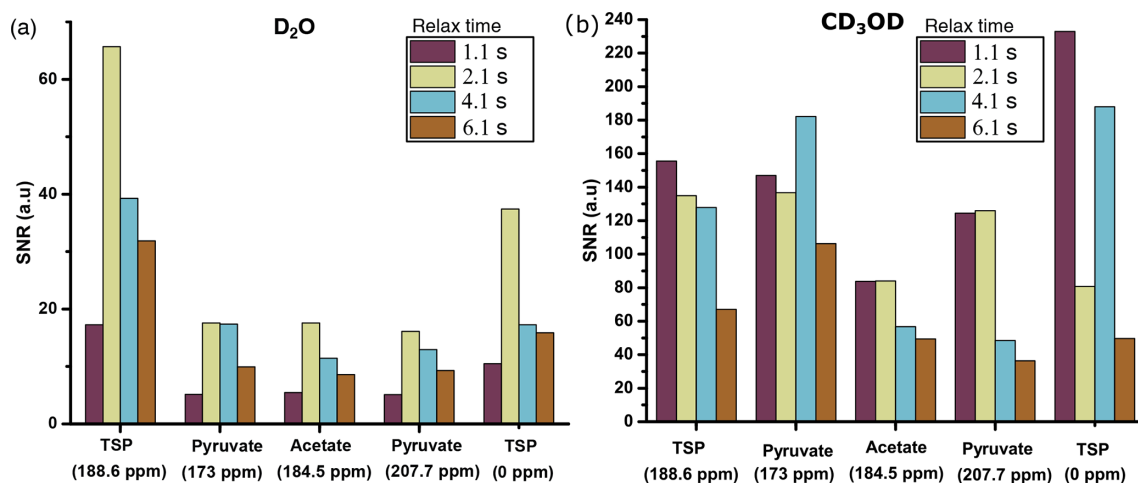 (a)
D₂O
Relax time
1.1 s
2.1 s
4.1 s
6.1 s
60
40
20
0
SNR (a.u)
TSP Pyruvate Acetate Pyruvate TSP
(188.6 ppm) (173 ppm) (184.5 ppm) (207.7 ppm) (0 ppm)
(b)
CD₃OD
Relax time
1.1 s
2.1 s
4.1 s
6.1 s
240
220
200
180
160
140
120
100
80
60
40
20
0
SNR (a.u)
TSP Pyruvate Acetate Pyruvate TSP
(188.6 ppm) (173 ppm) (184.5 ppm) (207.7 ppm) (0 ppm)